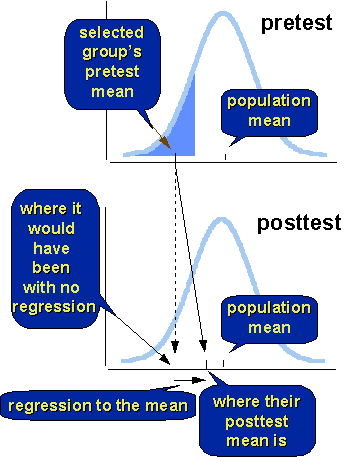 pretest
selected
group's
pretest
mean
population
mean
posttest
where it
would
have
been
with no
regression
population
mean
regression to the mean
where their
posttest
mean is